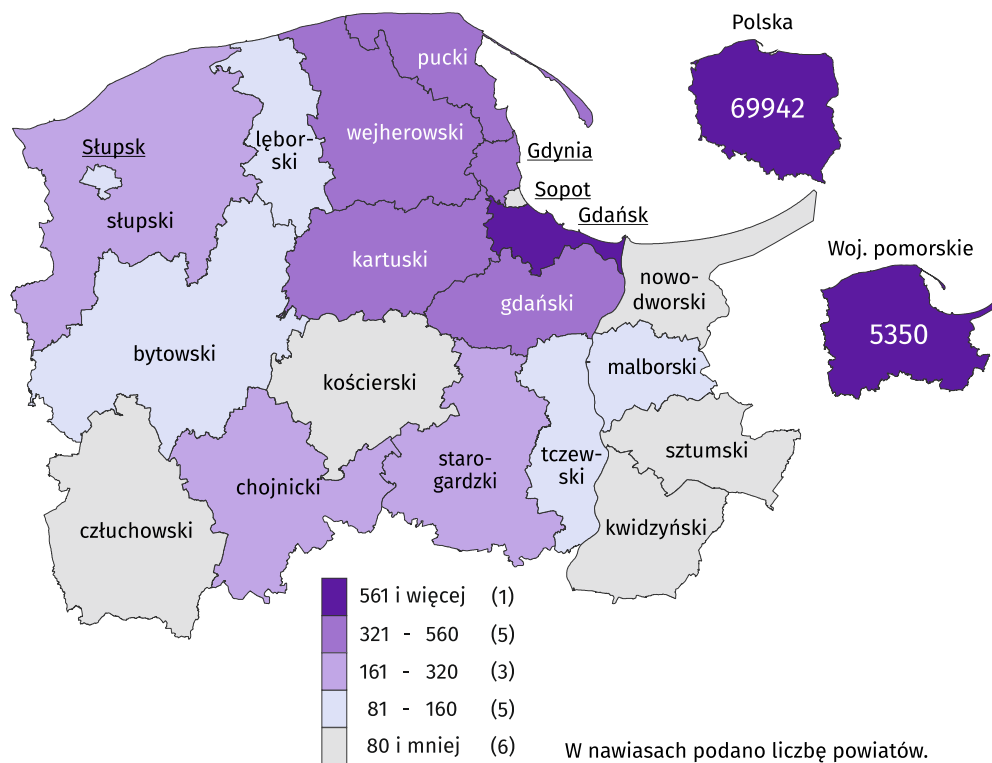 Polska
69942
pucki
wejherowski
lębor-
ski
Słupsk
Gdynia
Sopot
Gdańsk
słupski
Woj. pomorskie
5350
kartuski
gdański
nowo-
dworski
bytowski
kościerski
malborski
staro-
gardzki
tczew-
ski
sztumski
chojnicki
człuchowski
kwidzyński
561 i więcej (1)
321 - 560 (5)
161 - 320 (3)
81 - 160 (5)
80 i mniej (6)
W nawiasach podano liczbę powiatów.